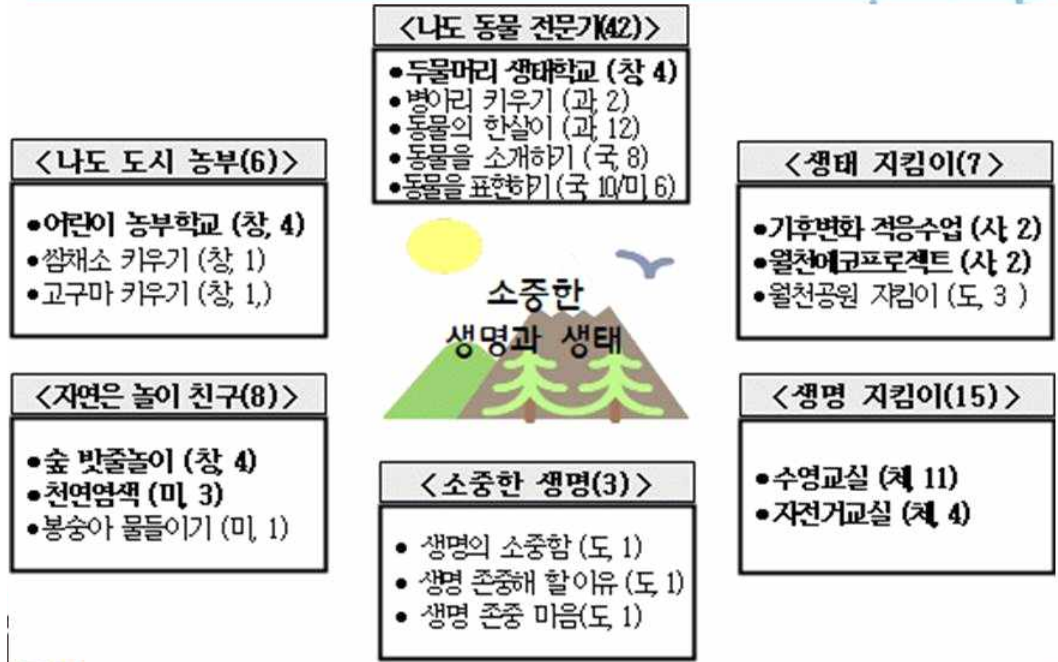 <나도 동물 전문가(42)>
•두물머리 생태학교 (창, 4)
•병아리 키우기 (과, 2)
•동물의 한살이 (과, 12)
•동물을 소개하기 (국, 8)
•동물을 표현하기 (국, 10/미, 6)
<나도 도시 농부(6)>
•어린이 농부학교 (창, 4)
•쌈채소 키우기 (창, 1)
•고구마 키우기 (창, 1,)
<생태 지킴이(7)>
•기후변화 적응수업 (사, 2)
•월천에코프로젝트 (사, 2)
•월천공원 지킴이 (도, 3 )
소중한
생명과 생태
<자연은 놀이 친구(8)>
•숲 밧줄놀이 (창, 4)
•천연염색 (미, 3)
•봉숭아 물들이기 (미, 1)
<소중한 생명(3)>
• 생명의 소중함 (도, 1)
• 생명 존중해 할 이유 (도, 1)
• 생명 존중 마음(도, 1)
<생명 지킴이(15)>
•수영교실 (체, 11)
•자전거교실 (체, 4)